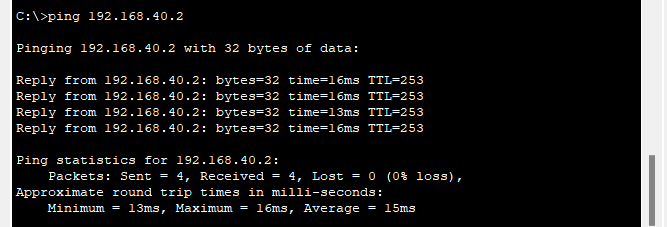 C:\>ping 192.168.40.2
Pinging 192.168.40.2 with 32 bytes of data:
Reply from 192.168.40.2: bytes=32 time=16ms TTL=253
Reply from 192.168.40.2: bytes=32 time=16ms TTL=253
Reply from 192.168.40.2: bytes=32 time=13ms TTL=253
Reply from 192.168.40.2: bytes=32 time=16ms TTL=253
Ping statistics for 192.168.40.2:
Packets: Sent = 4, Received = 4, Lost = 0 (0% loss),
Approximate round trip times in milli-seconds:
Minimum = 13ms, Maximum = 16ms, Average = 15ms